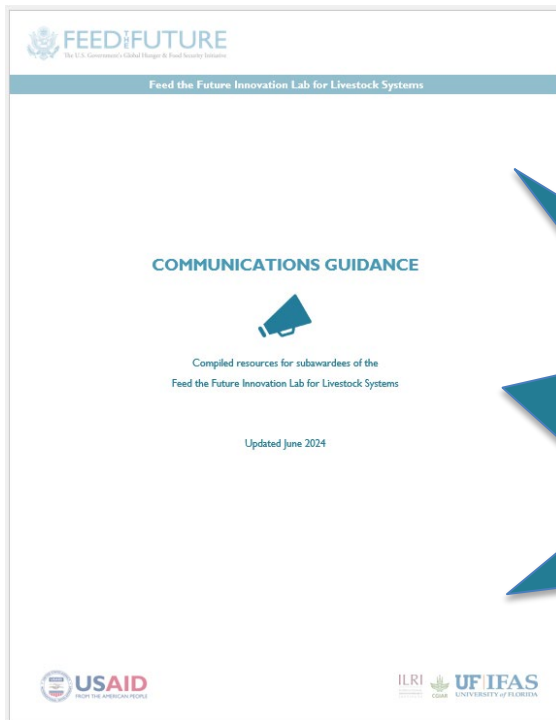 FEED THE FUTURE
The U.S. Government's Global Hunger & Food Security Initiative
Feed the Future Innovation Lab for Livestock Systems
COMMUNICATIONS GUIDANCE
Compiled resources for subawardees of the
Feed the Future Innovation Lab for Livestock Systems
Updated June 2024
USAID
FROM THE AMERICAN PEOPLE
ILRI
CGIAR
UF|IFAS
UNIVERSITY of FLORIDA